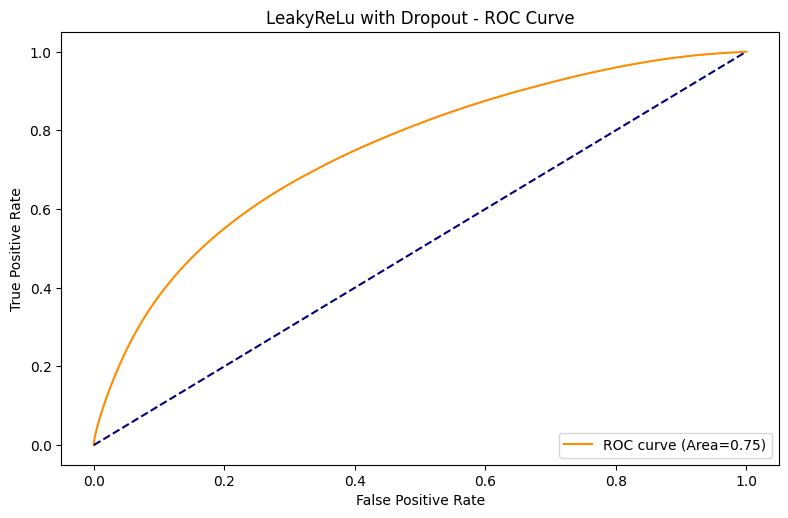 LeakyReLu with Dropout - ROC Curve
True Positive Rate
1.0
0.8
0.6
0.4
0.2
0.0
ROC curve (Area=0.75)
0.0 0.2 0.4 0.6 0.8 1.0
False Positive Rate